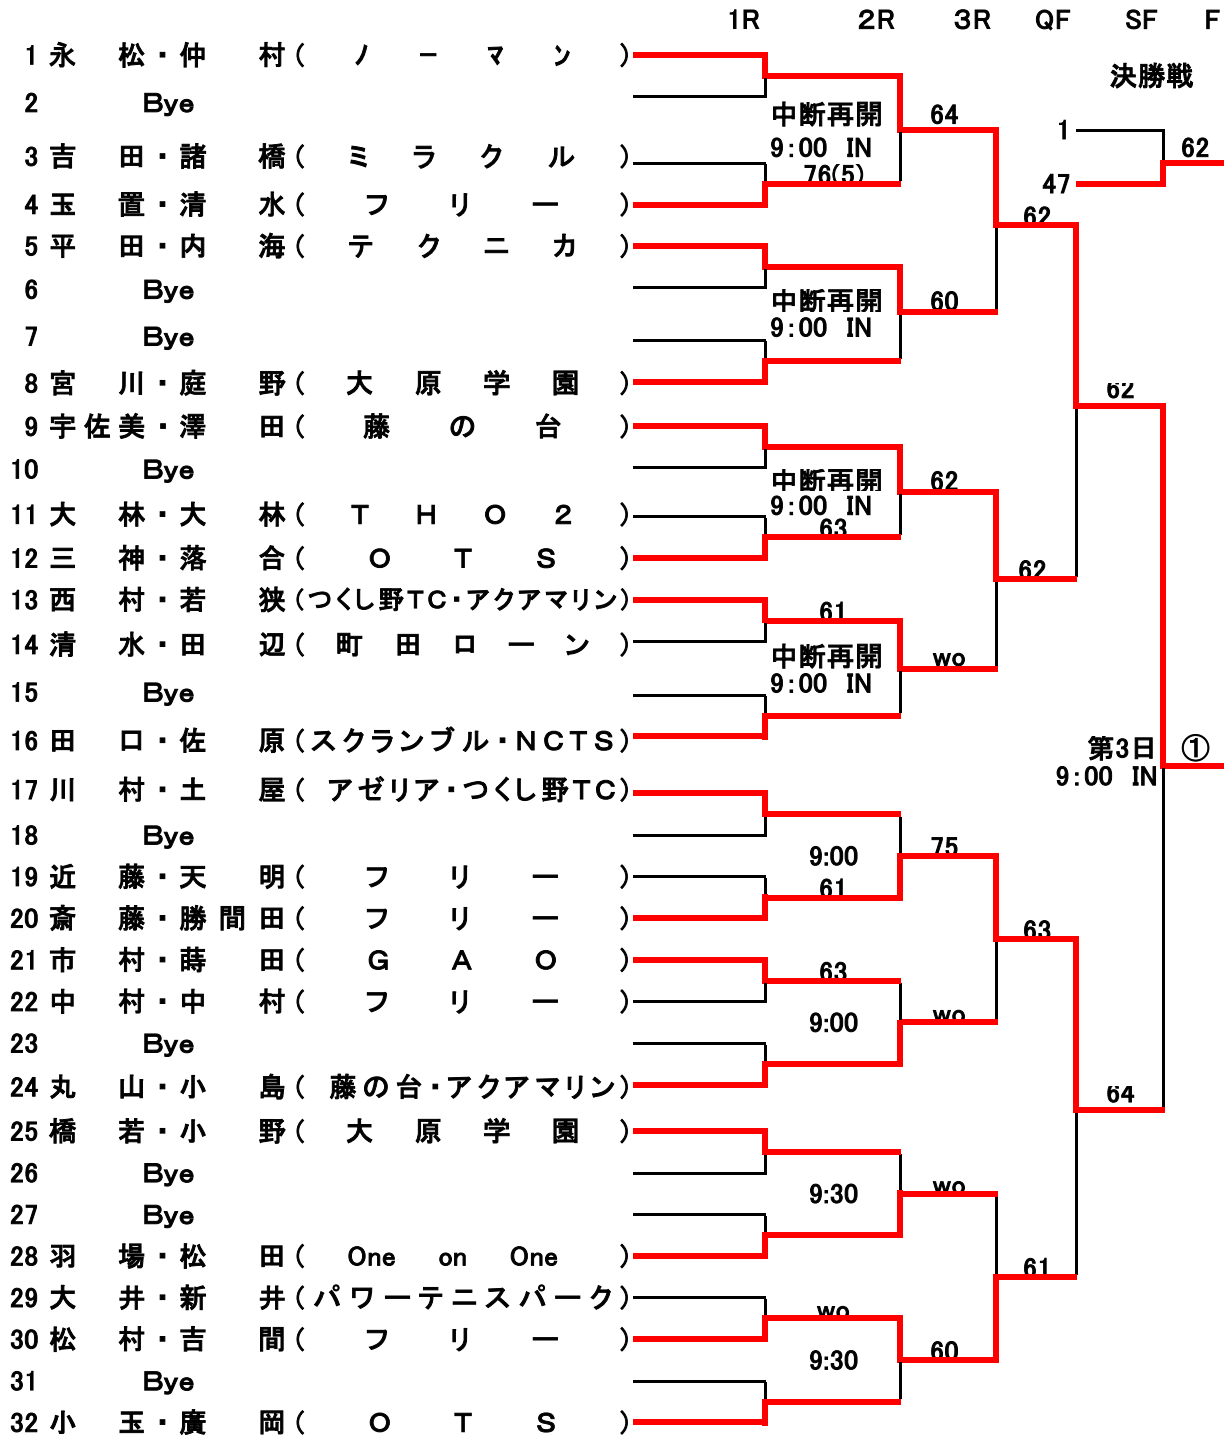 1R 2R 3R QF SF F
1 永 松・仲 村 ( ノ ー マ ン )
決勝戦
2 Bye
中断再開 64
1
9:00 IN 62
3 吉 田・諸 橋 ( ミ ラ ク ル )
76(5)
47
4 玉 置・清 水 ( フ リ ー )
62
5 平 田・内 海 ( テ ク ニ カ )
6 Bye
中断再開 60
9:00 IN
7 Bye
8 宮 川・庭 野 ( 大 原 学 園 )
62
9 宇佐美・澤 田 ( 藤 の 台 )
10 Bye
中断再開 62
9:00 IN
11 大 林・大 林 ( T H O 2 )
63
12 三 神・落 合 ( O T S )
62
13 西 村・若 狭 (つくし野TC・アクアマリン)
61
14 清 水・田 辺 ( 町 田 ロ ー ン )
中断再開 wo
9:00 IN
15 Bye
16 田 口・佐 原 (スクランブル・NCTS)
第3日 ①
9:00 IN
17 川 村・土 屋 ( アゼリア・つくし野TC)
18 Bye
9:00 75
19 近 藤・天 明 ( フ リ ー )
61
20 斎 藤・勝間田 ( フ リ ー )
63
21 市 村・蒔 田 ( G A O )
63
22 中 村・中 村 ( フ リ ー )
9:00 wo
23 Bye
24 丸 山・小 島 ( 藤の台・アクアマリン)
64
25 橋 若・小 野 ( 大 原 学 園 )
26 Bye
9:30 wo
27 Bye
28 羽 場・松 田 ( One on One )
61
29 大 井・新 井 (パワーテニスパーク)
wo
30 松 村・吉 間 ( フ リ ー )
9:30 60
31 Bye
32 小 玉・廣 岡 ( O T S )